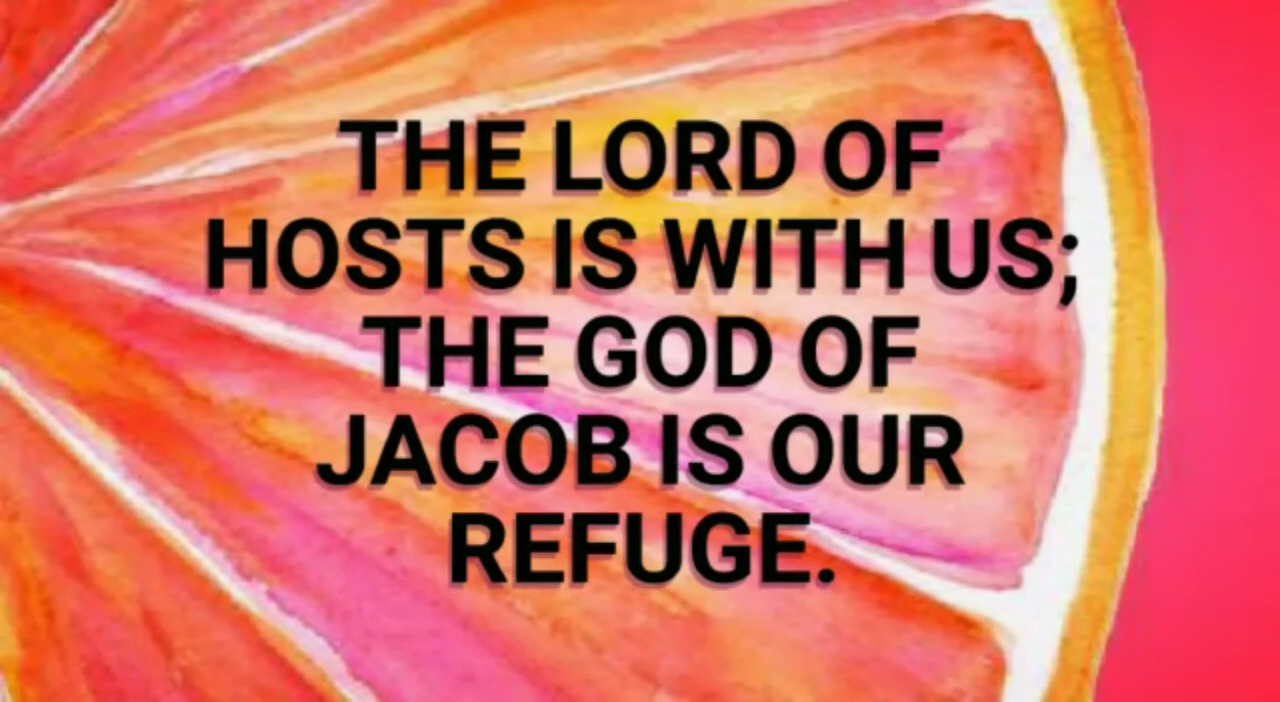 THE LORD OF
HOSTS IS WITH US;
THE GOD OF
JACOB IS OUR
REFUGE.